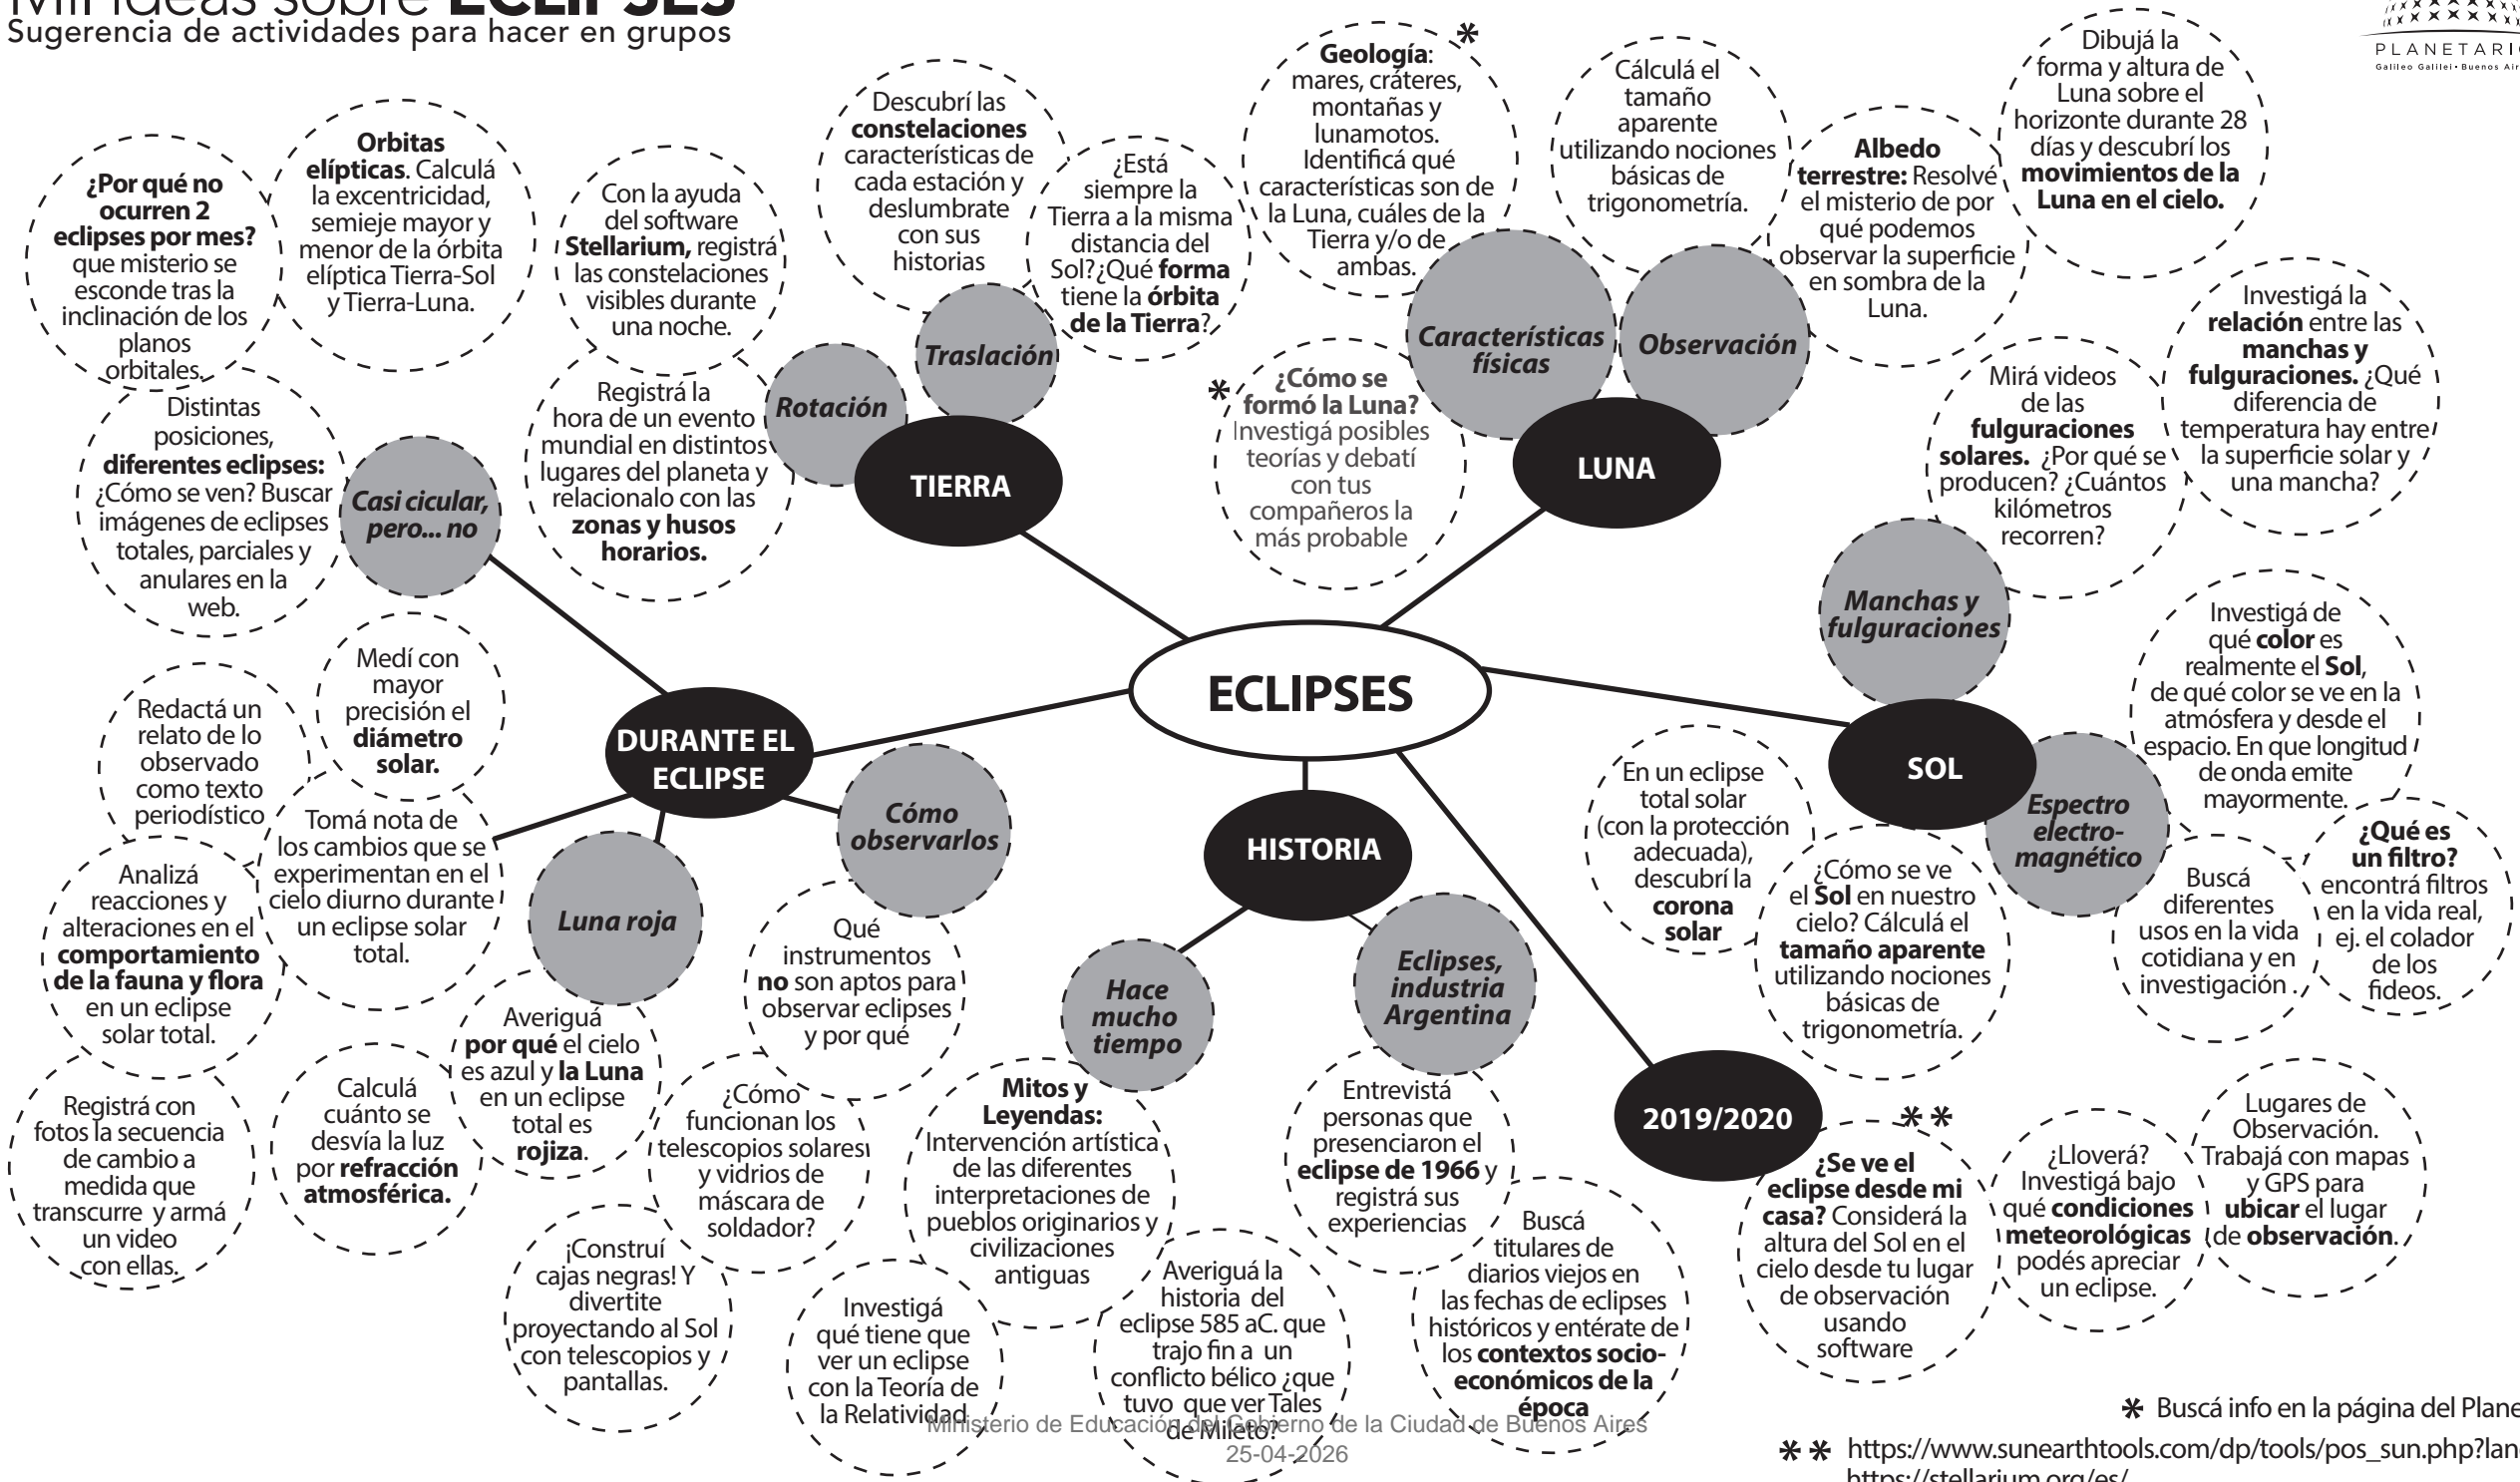 Mil ideas sobre ECLIPSES
Sugerencia de actividades para hacer en grupos
PLANETARIO
Galileo Galilei • Buenos Aires
¿Por qué no
ocurren 2
eclipses por mes?
que misterio se
esconde tras la
inclinación de los
planos
orbitales.
Orbitas
elípticas. Calculá
la excentricidad,
semieje mayor y
menor de la órbita
elíptica Tierra-Sol
y Tierra-Luna.
Distintas
posiciones,
diferentes eclipses:
¿Cómo se ven? Buscar
imágenes de eclipses
totales, parciales y
anulares en la
web.
Casi cicular,
pero... no
Con la ayuda
del software
Stellarium, registrá
las constelaciones
visibles durante
una noche.
Registrá la
hora de un evento
mundial en distintos
lugares del planeta y
relacionalo con las
zonas y husos
horarios.
Rotación
Descubrí las
constelaciones
características de
cada estación y
deslumbrate
con sus
historias
¿Está
siempre la
Tierra a la misma
distancia del
Sol?¿Qué forma
tiene la órbita
de la Tierra?
Traslación
TIERRA
*
Geología:
mares, cráteres,
montañas y
lunamotos.
Identificá qué
características son de
la Luna, cuáles de la
Tierra y/o de
ambas.
*
¿Cómo se
formó la Luna?
Investigá posibles
teorías y debatí
con tus
compañeros la
más probable
Características
físicas
Cálculá el
tamaño
aparente
utilizando nociones
básicas de
trigonometría.
Albedo
terrestre: Resolvé
el misterio de por
qué podemos
observar la superficie
en sombra de la
Luna.
Dibujá la
forma y altura de
Luna sobre el
horizonte durante 28
días y descubrí los
movimientos de la
Luna en el cielo.
Observación
LUNA
Mirá videos
de las
fulguraciones
solares. ¿Por qué se
producen? ¿Cuántos
kilómetros
recorren?
Investigá la
relación entre las
manchas y
fulguraciones. ¿Qué
diferencia de
temperatura hay entre
la superficie solar y
una mancha?
Manchas y
fulguraciones
ECLIPSES
SOL
Investigá de
qué color es
realmente el Sol,
de qué color se ve en la
atmósfera y desde el
espacio. En que longitud
de onda emite
mayormente.
Espectro
electro-
magnético
¿Qué es
un filtro?
encontrá filtros
en la vida real,
ej. el colador
de los
fideos.
Buscá
diferentes
usos en la vida
cotidiana y en
investigación .
En un eclipse
total solar
(con la protección
adecuada),
descubrí la
corona
solar
¿Cómo se ve
el Sol en nuestro
cielo? Cálculá el
tamaño aparente
utilizando nociones
básicas de
trigonometría.
DURANTE EL
ECLIPSE
Medí con
mayor
precisión el
diámetro
solar.
Redactá un
relato de lo
observado
como texto
periodístico
Tomá nota de
los cambios que se
experimentan en el
cielo diurno durante
un eclipse solar
total.
Analizá
reacciones y
alteraciones en el
comportamiento
de la fauna y flora
en un eclipse
solar total.
Registrá con
fotos la secuencia
de cambio a
medida que
transcurre y armá
un video
con ellas.
Luna roja
Averiguá
por qué el cielo
es azul y la Luna
en un eclipse
total es
rojiza.
Calculá
cuánto se
desvía la luz
por refracción
atmosférica.
Cómo
observarlos
Qué
instrumentos
no son aptos para
observar eclipses
y por qué
¿Cómo
funcionan los
telescopios solares
y vidrios de
máscara de
soldador?
¡Construí
cajas negras! Y
divertite
proyectando al Sol
con telescopios y
pantallas.
HISTORIA
Hace
mucho
tiempo
Mitos y
Leyendas:
Intervención artística
de las diferentes
interpretaciones de
pueblos originarios y
civilizaciones
antiguas
Investigá
qué tiene que
ver un eclipse
con la Teoría de
la Relatividad
Averiguá la
historia del
eclipse 585 aC. que
trajo fin a un
conflicto bélico ¿que
tuvo que ver Tales
de Mileto?
Eclipses,
industria
Argentina
Entrevistá
personas que
presenciaron el
eclipse de 1966 y
registrá sus
experiencias
Buscá
titulares de
diarios viejos en
las fechas de eclipses
históricos y entérate de
los contextos socio-
económicos de la
época
2019/2020
* *
¿Se ve el
eclipse desde mi
casa? Considerá la
altura del Sol en el
cielo desde tu lugar
de observación
usando
software
¿Lloverá?
Investigá bajo
qué condiciones
meteorológicas
podés apreciar
un eclipse.
Lugares de
Observación.
Trabajá con mapas
y GPS para
ubicar el lugar
de observación.
* Buscá info en la página del Plane
* * https://www.sunearthtools.com/dp/tools/pos_sun.php?lan
https://stellarium.org/es/
Ministerio de Educación del Gobierno de la Ciudad de Buenos Aires
25-04-2026